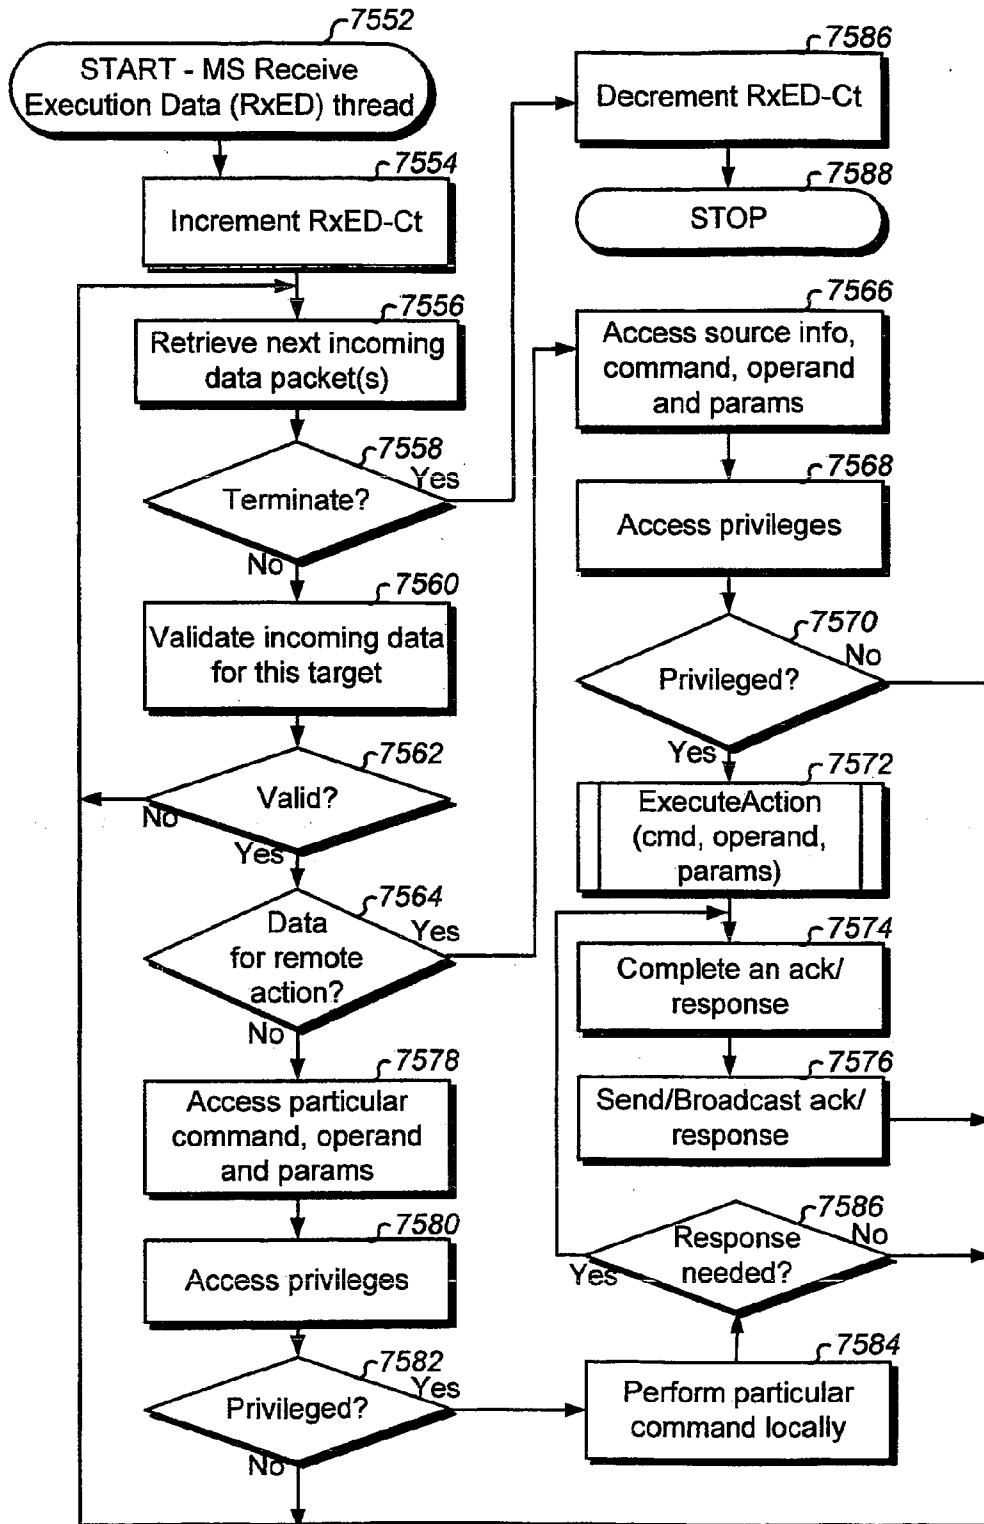 7552
START - MS Receive
Execution Data (RxED) thread
7554
Increment RxED-Ct
7556
Retrieve next incoming
data packet(s)
7558
Terminate?
Yes
No
7560
Validate incoming data
for this target
7562
Valid?
No
Yes
7564
Data
for remote
action?
Yes
No
7578
Access particular
command, operand
and params
7580
Access privileges
7582
Privileged?
Yes
No
7586
Decrement RxED-Ct
7588
STOP
7566
Access source info,
command, operand
and params
7568
Access privileges
7570
Privileged?
No
Yes
7572
ExecuteAction
(cmd, operand,
params)
7574
Complete an ack/
response
7576
Send/Broadcast ack/
response
7586
Response
needed?
No
Yes
7584
Perform particular
command locally